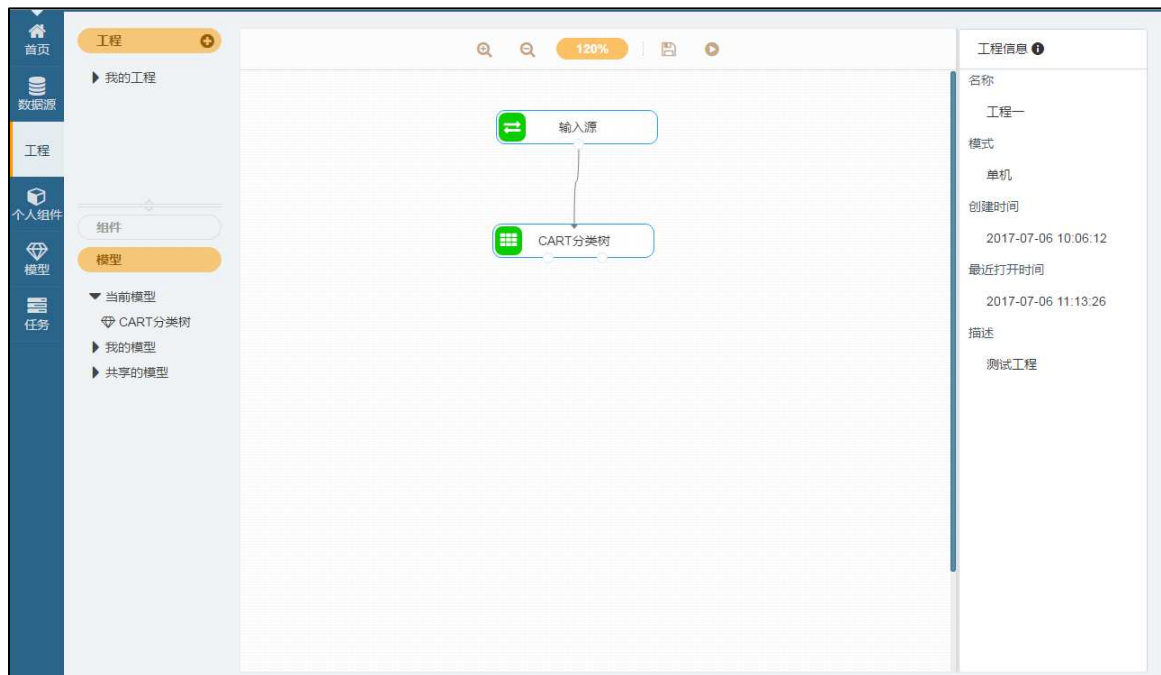 首页
数据源
工程
个人组件
模型
任务
工程
我的工程
组件
模型
当前模型
CART分类树
我的模型
共享的模型
120%
输入源
CART分类树
工程信息
名称
工程一
模式
单机
创建时间
2017-07-06 10:06:12
最近打开时间
2017-07-06 11:13:26
描述
测试工程